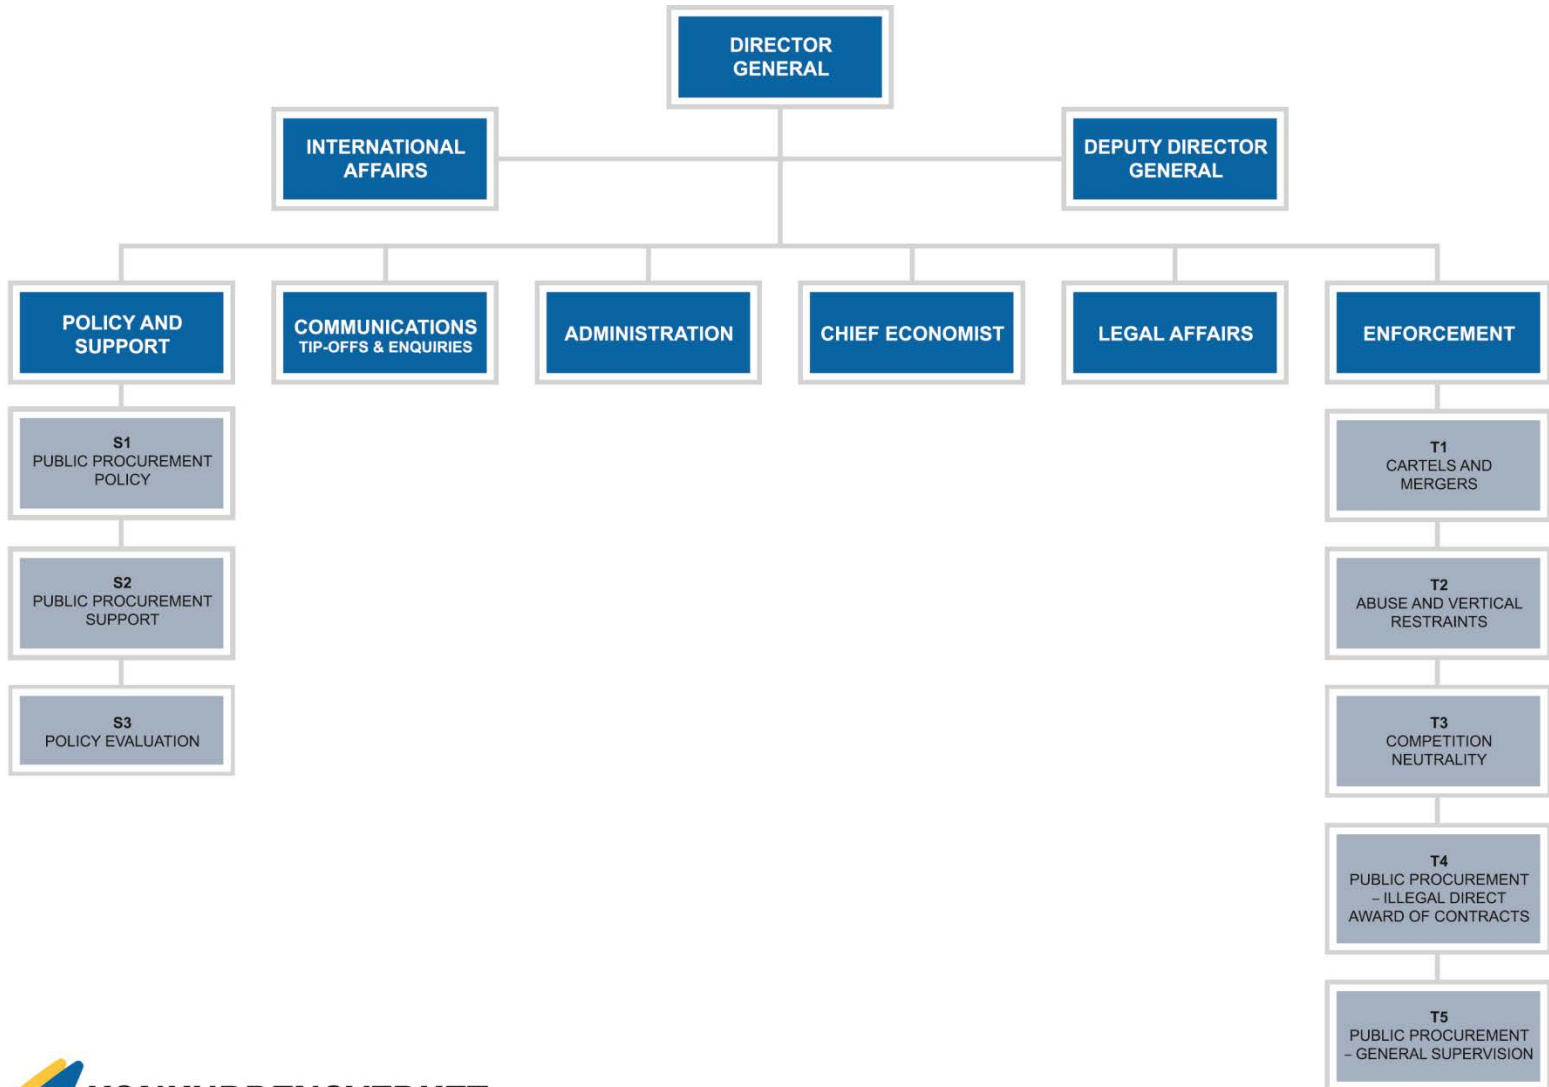 DIRECTOR
GENERAL
INTERNATIONAL
AFFAIRS
DEPUTY DIRECTOR
GENERAL
POLICY AND
SUPPORT
COMMUNICATIONS
TIP-OFFS & ENQUIRIES
ADMINISTRATION
CHIEF ECONOMIST
LEGAL AFFAIRS
ENFORCEMENT
S1
PUBLIC PROCUREMENT
POLICY
S2
PUBLIC PROCUREMENT
SUPPORT
S3
POLICY EVALUATION
T1
CARTELS AND
MERGERS
T2
ABUSE AND VERTICAL
RESTRAINTS
T3
COMPETITION
NEUTRALITY
T4
PUBLIC PROCUREMENT
– ILLEGAL DIRECT
AWARD OF CONTRACTS
T5
PUBLIC PROCUREMENT
– GENERAL SUPERVISION